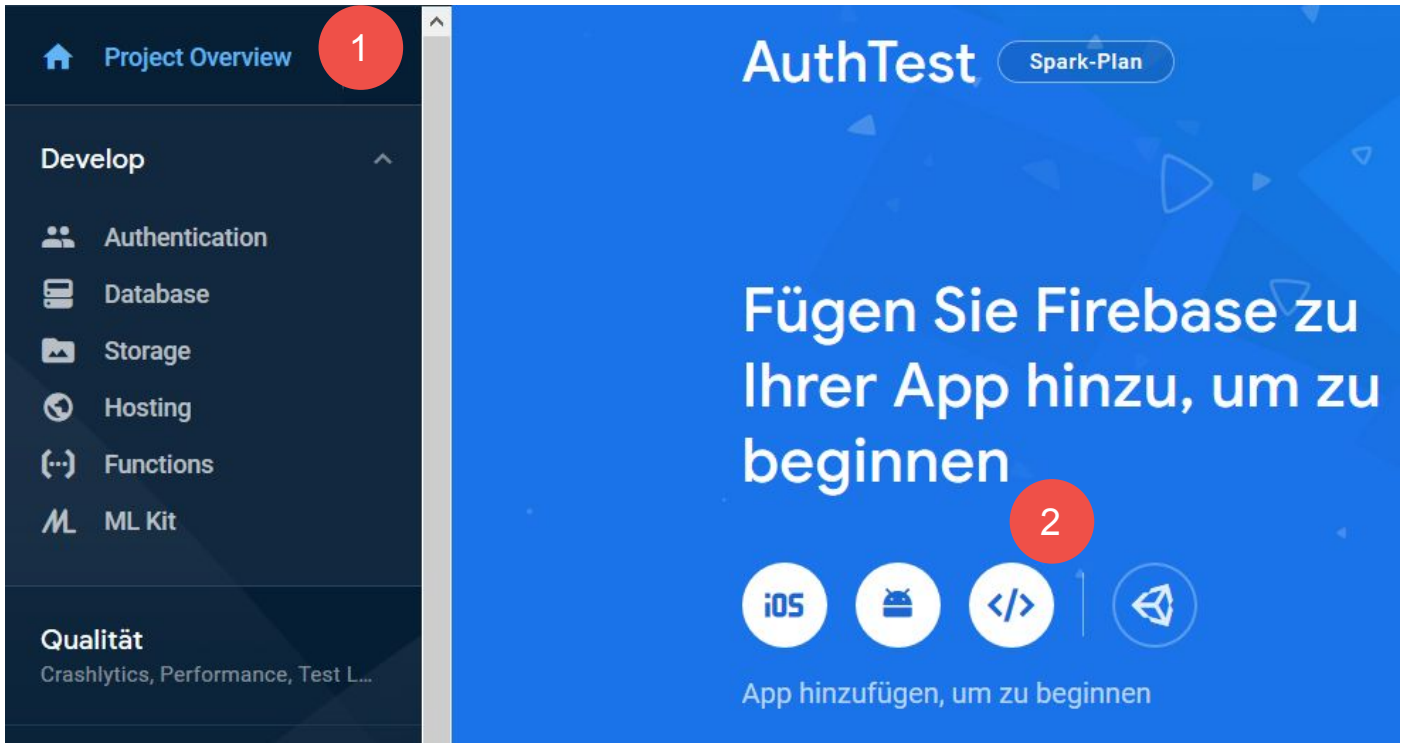 Project Overview
1
Develop
Authentication
Database
Storage
Hosting
Functions
ML Kit
Qualität
Crashlytics, Performance, Test L...
AuthTest
Spark-Plan
Fügen Sie Firebase zu
Ihrer App hinzu, um zu
beginnen
2
iOS
</>
App hinzufügen, um zu beginnen